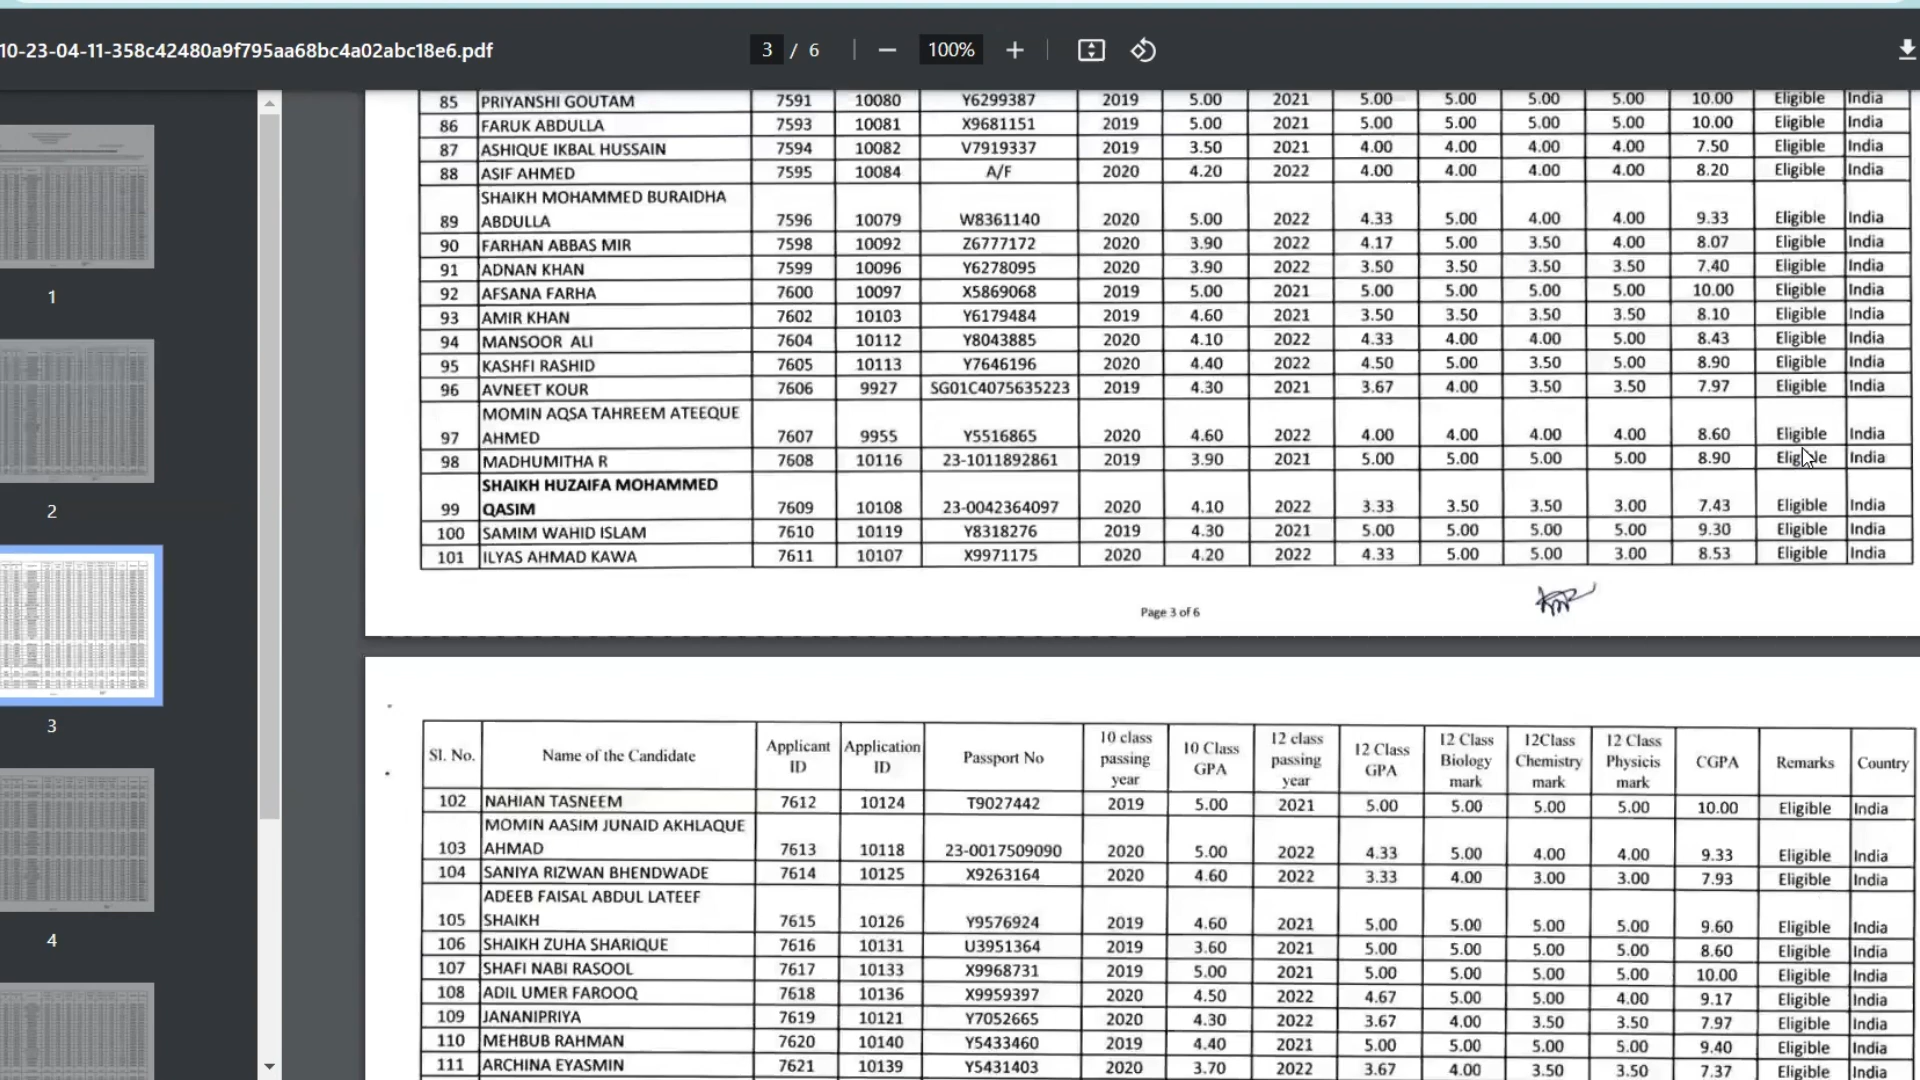 10-23-04-11-358c42480a9f795aa68bc4a02abc18e6.pdf 3 / 6 100%
85 PRIYANSHI GOUTAM 7591 10080 Y6299387 2019 5.00 2021 5.00 5.00 5.00 5.00 10.00 Eligible India
86 FARUK ABDULLA 7593 10081 X9681151 2019 5.00 2021 5.00 5.00 5.00 5.00 10.00 Eligible India
87 ASHIQUE IKBAL HUSSAIN 7594 10082 V7919337 2019 3.50 2021 4.00 4.00 4.00 4.00 7.50 Eligible India
88 ASIF AHMED 7595 10084 A/F 2020 4.20 2022 4.00 4.00 4.00 4.00 8.20 Eligible India
SHAIKH MOHAMMED BURAIDHA
89 ABDULLA 7596 10079 W8361140 2020 5.00 2022 4.33 5.00 4.00 4.00 9.33 Eligible India
90 FARHAN ABBAS MIR 7598 10092 Z6777172 2020 3.90 2022 4.17 5.00 3.50 4.00 8.07 Eligible India
91 ADNAN KHAN 7599 10096 Y6278095 2020 3.90 2022 3.50 3.50 3.50 3.50 7.40 Eligible India
92 AFSANA FARHA 7600 10097 X5869068 2019 5.00 2021 5.00 5.00 5.00 5.00 10.00 Eligible India
93 AMIR KHAN 7602 10103 Y6179484 2019 4.60 2021 3.50 3.50 3.50 3.50 8.10 Eligible India
94 MANSOOR ALI 7604 10112 Y8043885 2020 4.10 2022 4.33 4.00 4.00 5.00 8.43 Eligible India
95 KASHFI RASHID 7605 10113 Y7646196 2020 4.40 2022 4.50 5.00 3.50 5.00 8.90 Eligible India
96 AVNEET KOUR 7606 9927 SG01C4075635223 2019 4.30 2021 3.67 4.00 3.50 3.50 7.97 Eligible India
MOMIN AQSA TAHREEM ATEEQUE
97 AHMED 7607 9955 Y5516865 2020 4.60 2022 4.00 4.00 4.00 4.00 8.60 Eligible India
98 MADHUMITHA R 7608 10116 23-1011892861 2019 3.90 2021 5.00 5.00 5.00 5.00 8.90 Eligible India
SHAIKH HUZAIFA MOHAMMED
99 QASIM 7609 10108 23-0042364097 2020 4.10 2022 3.33 3.50 3.50 3.00 7.43 Eligible India
100 SAMIM WAHID ISLAM 7610 10119 Y8318276 2019 4.30 2021 5.00 5.00 5.00 5.00 9.30 Eligible India
101 ILYAS AHMAD KAWA 7611 10107 X9971175 2020 4.20 2022 4.33 5.00 5.00 3.00 8.53 Eligible India
Page 3 of 6
Sl. No. Name of the Candidate Applicant ID Application ID Passport No 10 class passing year 10 Class GPA 12 class passing year 12 Class GPA 12 Class Biology mark 12Class Chemistry mark 12 Class Physicis mark CGPA Remarks Country
102 NAHIAN TASNEEM 7612 10124 T9027442 2019 5.00 2021 5.00 5.00 5.00 5.00 10.00 Eligible India
MOMIN AASIM JUNAID AKHLAQUE
103 AHMAD 7613 10118 23-0017509090 2020 5.00 2022 4.33 5.00 4.00 4.00 9.33 Eligible India
104 SANIYA RIZWAN BHENDWADE 7614 10125 X9263164 2020 4.60 2022 3.33 4.00 3.00 3.00 7.93 Eligible India
ADEEB FAISAL ABDUL LATEEF
105 SHAIKH 7615 10126 Y9576924 2019 4.60 2021 5.00 5.00 5.00 5.00 9.60 Eligible India
106 SHAIKH ZUHA SHARIQUE 7616 10131 U3951364 2019 3.60 2021 5.00 5.00 5.00 5.00 8.60 Eligible India
107 SHAFI NABI RASOOL 7617 10133 X9968731 2019 5.00 2021 5.00 5.00 5.00 5.00 10.00 Eligible India
108 ADIL UMER FAROOQ 7618 10136 X9959397 2020 4.50 2022 4.67 5.00 5.00 4.00 9.17 Eligible India
109 JANANIPRIYA 7619 10121 Y7052665 2020 4.30 2022 3.67 4.00 3.50 3.50 7.97 Eligible India
110 MEHBUB RAHMAN 7620 10140 Y5433460 2019 4.40 2021 5.00 5.00 5.00 5.00 9.40 Eligible India
111 ARCHINA EYASMIN 7621 10139 Y5431403 2020 3.70 2022 3.67 4.00 3.50 3.50 7.37 Eligible India
1
2
3
4